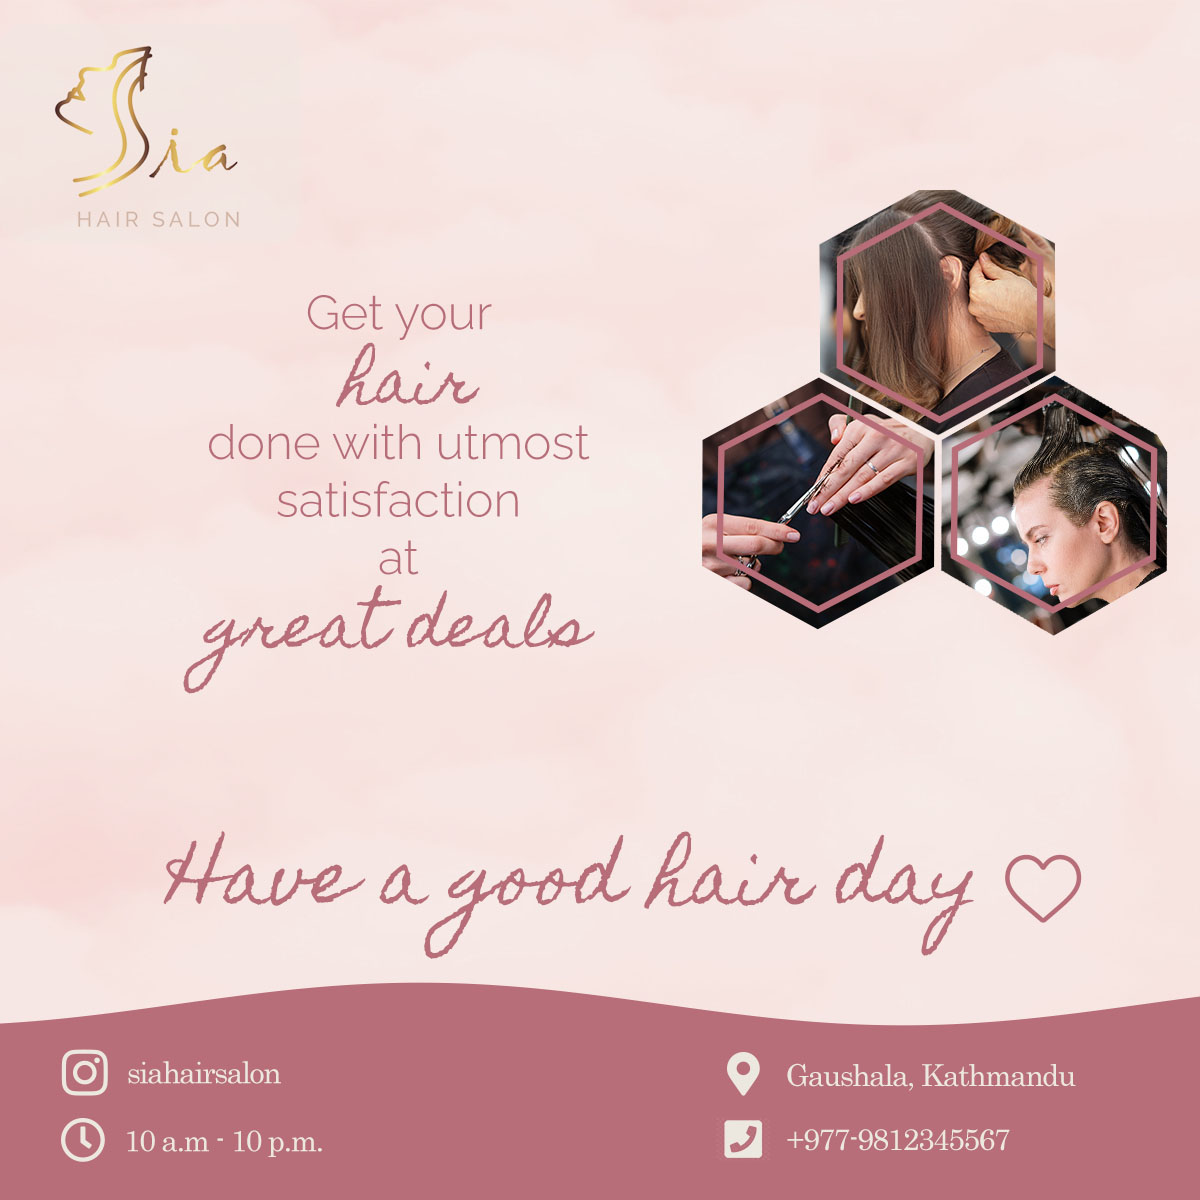 Sia
HAIR SALON
Get your
hair
done with utmost
satisfaction
at
great deals
Have a good hair day
siahairsalon
10 a.m - 10 p.m.
Gaushala, Kathmandu
+977-9812345567